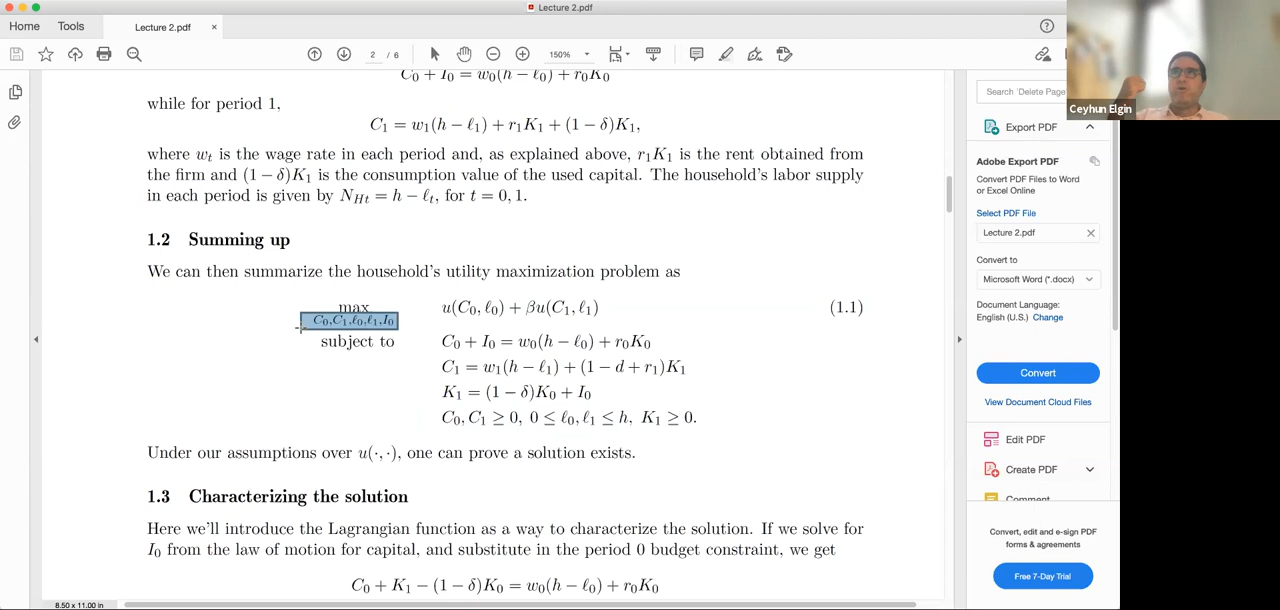 Lecture 2.pdf
Home Tools Lecture 2.pdf ×
2 / 6 150%
C₀ + I₀ = w₀(h − ℓ₀) + r₀K₀
while for period 1,
C₁ = w₁(h − ℓ₁) + r₁K₁ + (1 − δ)K₁,
where wₜ is the wage rate in each period and, as explained above, r₁K₁ is the rent obtained from
the firm and (1 − δ)K₁ is the consumption value of the used capital. The household's labor supply
in each period is given by N_{Ht} = h − ℓₜ, for t = 0, 1.
1.2 Summing up
We can then summarize the household's utility maximization problem as
max u(C₀, ℓ₀) + βu(C₁, ℓ₁) (1.1)
C₀,C₁,ℓ₀,ℓ₁,I₀
subject to C₀ + I₀ = w₀(h − ℓ₀) + r₀K₀
C₁ = w₁(h − ℓ₁) + (1 − d + r₁)K₁
K₁ = (1 − δ)K₀ + I₀
C₀, C₁ ≥ 0, 0 ≤ ℓ₀, ℓ₁ ≤ h, K₁ ≥ 0.
Under our assumptions over u(·, ·), one can prove a solution exists.
1.3 Characterizing the solution
Here we'll introduce the Lagrangian function as a way to characterize the solution. If we solve for
I₀ from the law of motion for capital, and substitute in the period 0 budget constraint, we get
C₀ + K₁ − (1 − δ)K₀ = w₀(h − ℓ₀) + r₀K₀
8.50 x 11.00 in
Search 'Delete Page
Ceyhun Elgin
Export PDF
Adobe Export PDF
Convert PDF Files to Word
or Excel Online
Select PDF File
Lecture 2.pdf
Convert to
Microsoft Word (*.docx)
Document Language:
English (U.S.) Change
Convert
View Document Cloud Files
Edit PDF
Create PDF
Comment
Convert, edit and e-sign PDF
forms & agreements
Free 7-Day Trial